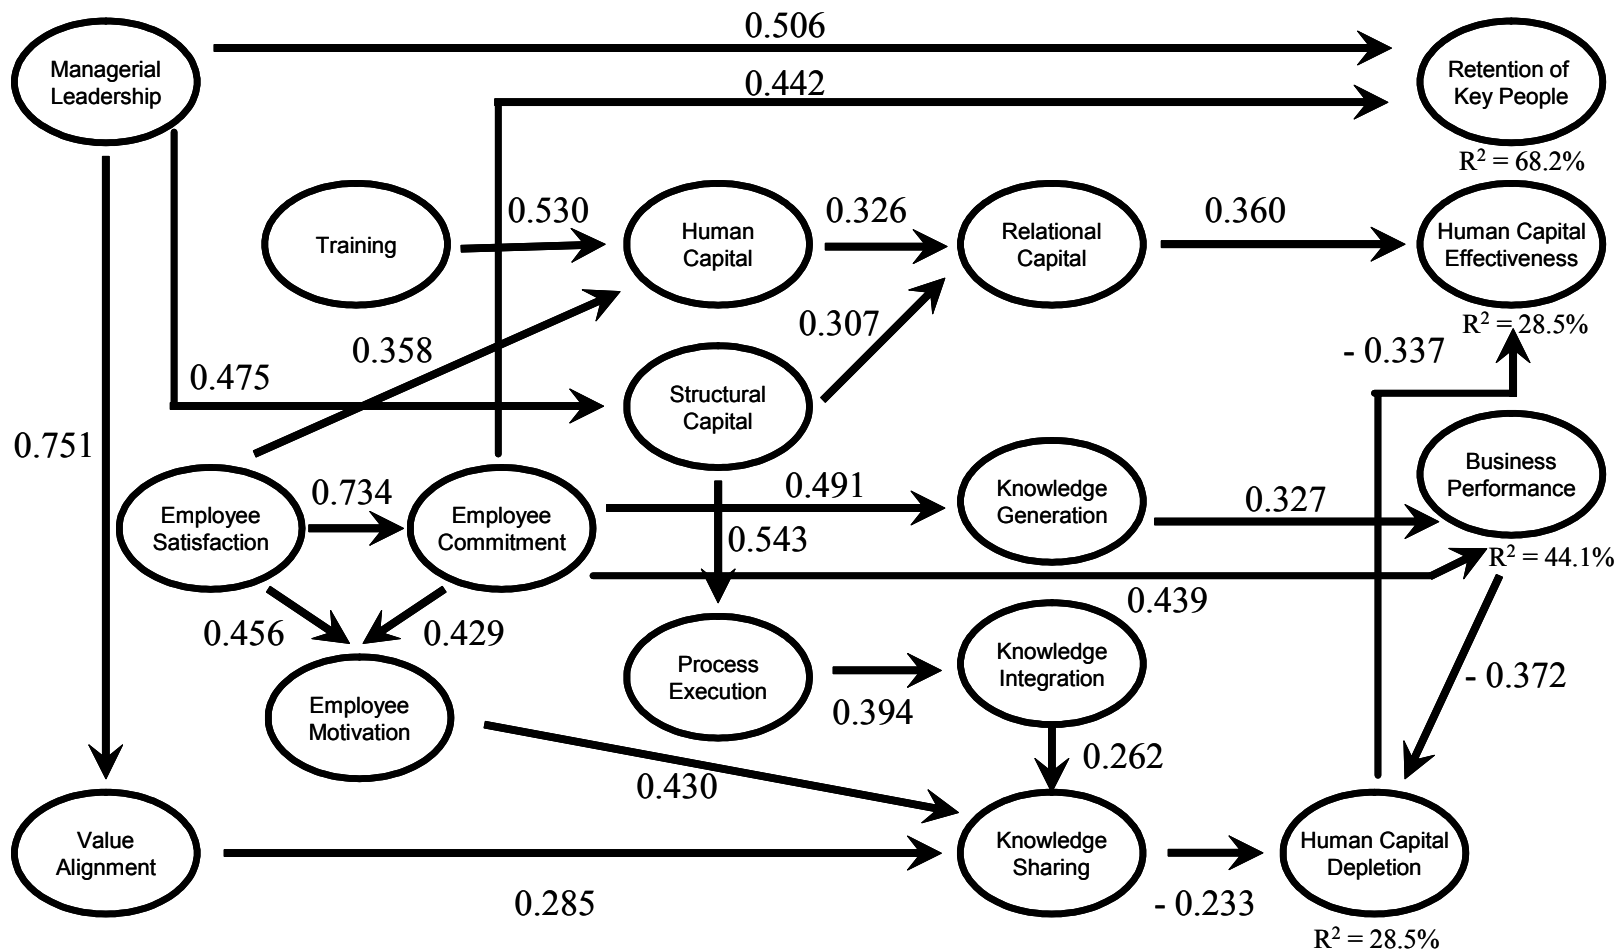 0.506
Managerial
Leadership
Retention of
Key People
0.442
R² = 68.2%
Training
0.530
Human
Capital
0.326
Relational
Capital
0.360
Human Capital
Effectiveness
R² = 28.5%
0.358
0.307
- 0.337
0.475
Structural
Capital
0.751
Business
Performance
R² = 44.1%
Employee
Satisfaction
0.734
Employee
Commitment
0.491
Knowledge
Generation
0.327
0.543
0.439
0.456
0.429
Employee
Motivation
Process
Execution
0.394
Knowledge
Integration
- 0.372
0.262
0.430
Value
Alignment
0.285
Knowledge
Sharing
- 0.233
Human Capital
Depletion
R² = 28.5%